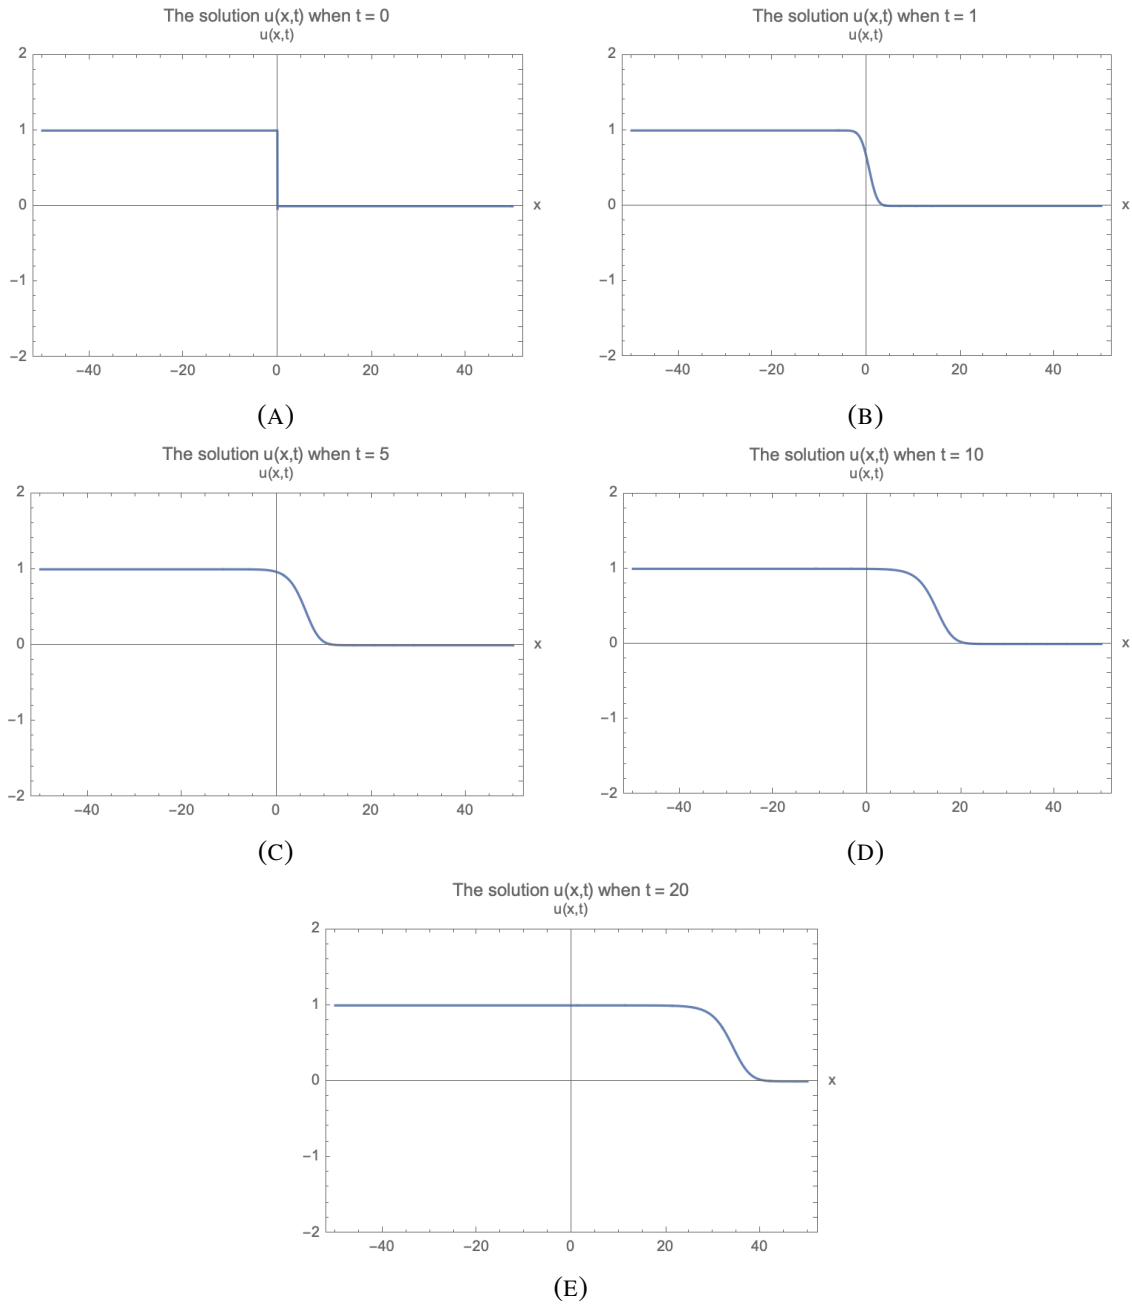 The solution u(x,t) when t = 0
u(x,t)
2
1
0
−1
−2
x
−40 −20 0 20 40
(A)
The solution u(x,t) when t = 1
u(x,t)
2
1
0
−1
−2
x
−40 −20 0 20 40
(B)
The solution u(x,t) when t = 5
u(x,t)
2
1
0
−1
−2
x
−40 −20 0 20 40
(C)
The solution u(x,t) when t = 10
u(x,t)
2
1
0
−1
−2
x
−40 −20 0 20 40
(D)
The solution u(x,t) when t = 20
u(x,t)
2
1
0
−1
−2
x
−40 −20 0 20 40
(E)